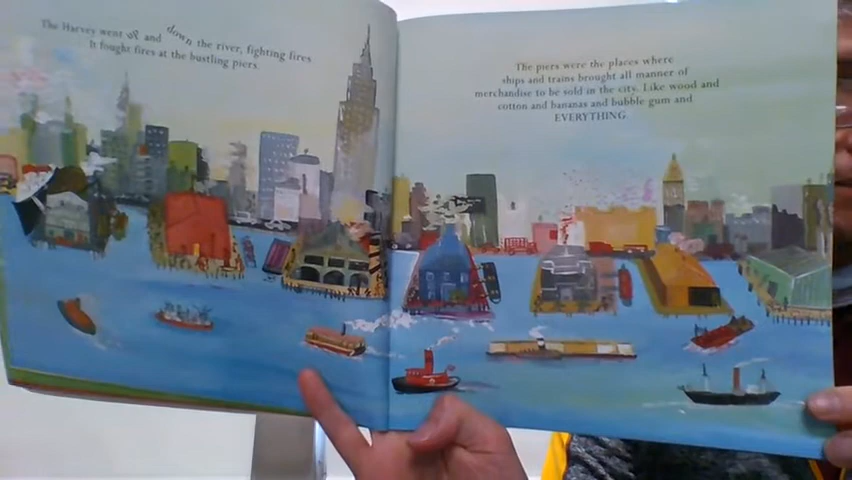 The Harvey went up and down the river, fighting fires
It fought fires at the bustling piers.
The piers were the places where
ships and trains brought all manner of
merchandise to be sold in the city. Like wood and
cotton and bananas and bubble gum and
EVERYTHING.